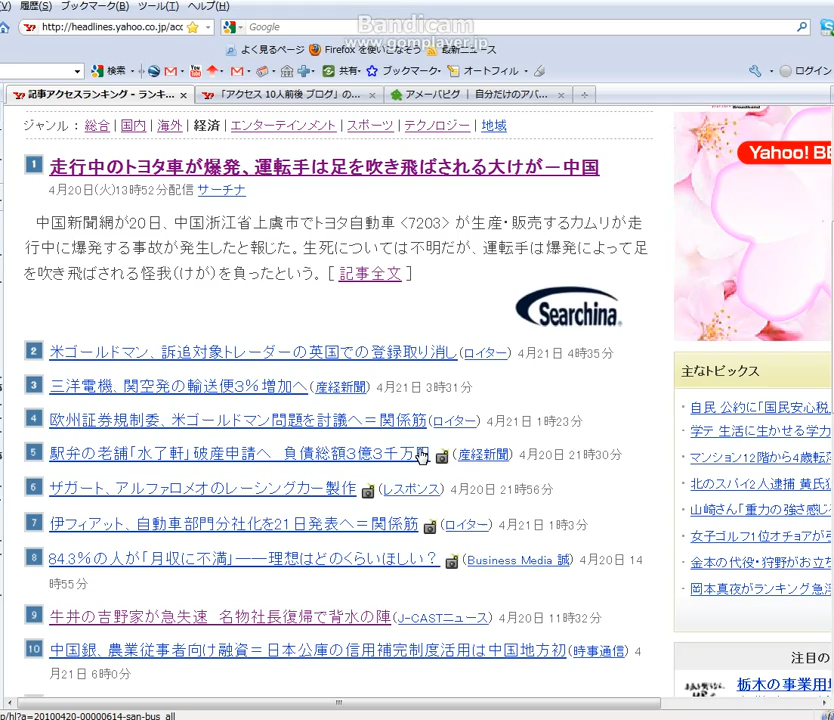 (V) 履歴(S) ブックマーク(B) ツール(T) ヘルプ(H)
Bandicam
www.gomplayer.jp
http://headlines.yahoo.co.jp/acc
Google
よく見るページ Firefox を使いこなそう 最新ニュース
検索 共有 ブックマーク オートフィル ログイン
記事アクセスランキング - ランキ... 「アクセス 10人前後 ブログ」の... アメーバピグ | 自分だけのアバ...
ジャンル : 総合 | 国内 | 海外 | 経済 | エンターテインメント | スポーツ | テクノロジー | 地域
1 走行中のトヨタ車が爆発、運転手は足を吹き飛ばされる大けが－中国
4月20日(火)13時52分配信 サーチナ
中国新聞網が20日、中国浙江省上虞市でトヨタ自動車 <7203> が生産・販売するカムリが走
行中に爆発する事故が発生したと報じた。生死については不明だが、運転手は爆発によって足
を吹き飛ばされる怪我(けが)を負ったという。 [ 記事全文 ]
Searchina.
2 米ゴールドマン、訴追対象トレーダーの英国での登録取り消し(ロイター) 4月21日 4時35分
3 三洋電機、関空発の輸送便3％増加へ(産経新聞) 4月21日 3時31分
4 欧州証券規制委、米ゴールドマン問題を討議へ＝関係筋(ロイター) 4月21日 1時23分
5 駅弁の老舗「水了軒」破産申請へ 負債総額3億3千万円 (産経新聞) 4月20日 21時30分
6 ザガート、アルファロメオのレーシングカー製作 (レスポンス) 4月20日 21時56分
7 伊フィアット、自動車部門分社化を21日発表へ＝関係筋 (ロイター) 4月21日 1時3分
8 84.3％の人が「月収に不満」――理想はどのくらいほしい？ (Business Media 誠) 4月20日 14
時55分
9 牛丼の吉野家が急失速 名物社長復帰で背水の陣(J-CASTニュース) 4月20日 11時32分
10 中国銀、農業従事者向け融資＝日本公庫の信用補完制度活用は中国地方初(時事通信) 4
月21日 6時0分
Yahoo! BB
主なトピックス
・自民 公約に「国民安心税
・学テ 生活に生かせる学力
・マンション12階から4歳転落
・北のスパイ2人逮捕 黄氏
・山崎さん「重力の強さ感じ
・女子ゴルフ1位オチョアが
・金本の代役・狩野がお立
・岡本真夜がランキング急
注目の
栃木の事業用
p/hl?a=20100420-00000614-san-bus_all